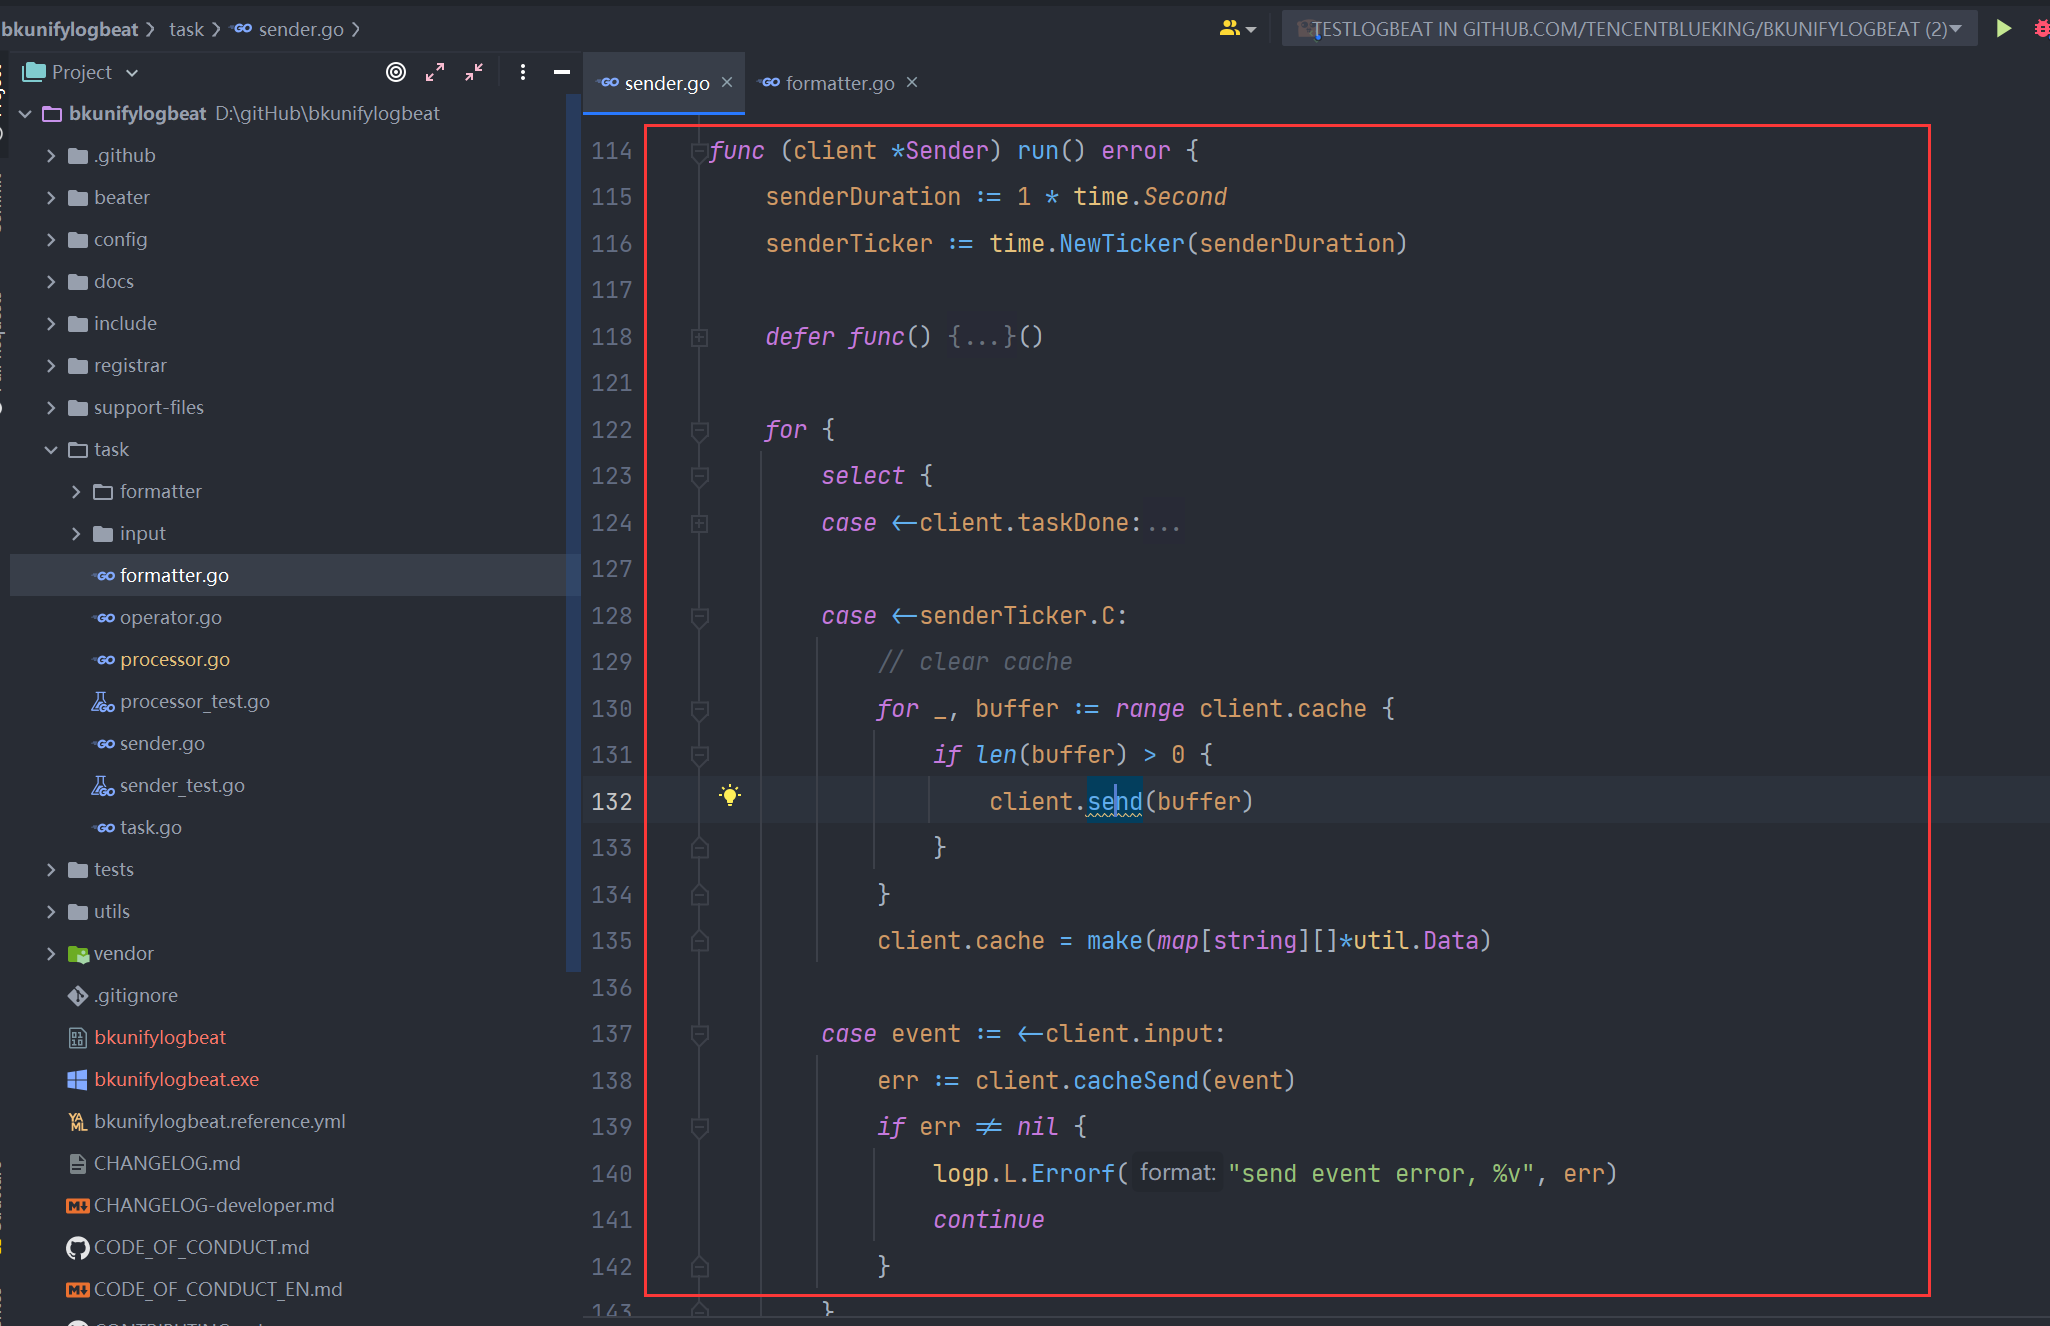 bkunifylogbeat
task
sender.go
TESTLOGBEAT IN GITHUB.COM/TENCENTBLUEKING/BKUNIFYLOGBEAT (2)
Project
bkunifylogbeat D:\gitHub\bkunifylogbeat
.github
beater
config
docs
include
registrar
support-files
task
formatter
input
formatter.go
operator.go
processor.go
processor_test.go
sender.go
sender_test.go
task.go
tests
utils
vendor
.gitignore
bkunifylogbeat
bkunifylogbeat.exe
bkunifylogbeat.reference.yml
CHANGELOG.md
CHANGELOG-developer.md
CODE_OF_CONDUCT.md
CODE_OF_CONDUCT_EN.md
sender.go
formatter.go
114 func (client *Sender) run() error {
115 senderDuration := 1 * time.Second
116 senderTicker := time.NewTicker(senderDuration)
117
118 defer func() {...}()
121
122 for {
123 select {
124 case <-client.taskDone:...
127
128 case <-senderTicker.C:
129 // clear cache
130 for _, buffer := range client.cache {
131 if len(buffer) > 0 {
132 client.send(buffer)
133 }
134 }
135 client.cache = make(map[string][]*util.Data)
136
137 case event := <-client.input:
138 err := client.cacheSend(event)
139 if err != nil {
140 logp.L.Errorf( format: "send event error, %v", err)
141 continue
142 }
143 }